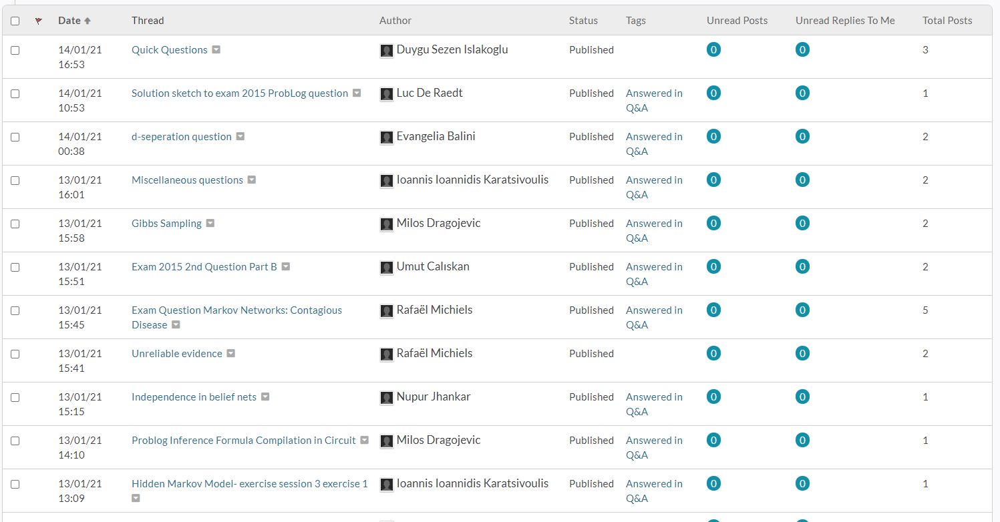 Date Thread Author Status Tags Unread Posts Unread Replies To Me Total Posts
14/01/21 Quick Questions Duygu Sezen Islakoglu Published 0 0 3
16:53
14/01/21 Solution sketch to exam 2015 ProbLog question Luc De Raedt Published Answered in 0 0 1
10:53 Q&A
14/01/21 d-seperation question Evangelia Balini Published Answered in 0 0 2
00:38 Q&A
13/01/21 Miscellaneous questions Ioannis Ioannidis Karatsivoulis Published Answered in 0 0 2
16:01 Q&A
13/01/21 Gibbs Sampling Milos Dragojevic Published Answered in 0 0 2
15:58 Q&A
13/01/21 Exam 2015 2nd Question Part B Umut Calıskan Published Answered in 0 0 2
15:51 Q&A
13/01/21 Exam Question Markov Networks: Contagious Rafaël Michiels Published Answered in 0 0 5
15:45 Disease Q&A
13/01/21 Unreliable evidence Rafaël Michiels Published 0 0 2
15:41
13/01/21 Independence in belief nets Nupur Jhankar Published Answered in 0 0 1
15:15 Q&A
13/01/21 Problog Inference Formula Compilation in Circuit Milos Dragojevic Published Answered in 0 0 1
14:10 Q&A
13/01/21 Hidden Markov Model- exercise session 3 exercise 1 Ioannis Ioannidis Karatsivoulis Published Answered in 0 0 1
13:09 Q&A